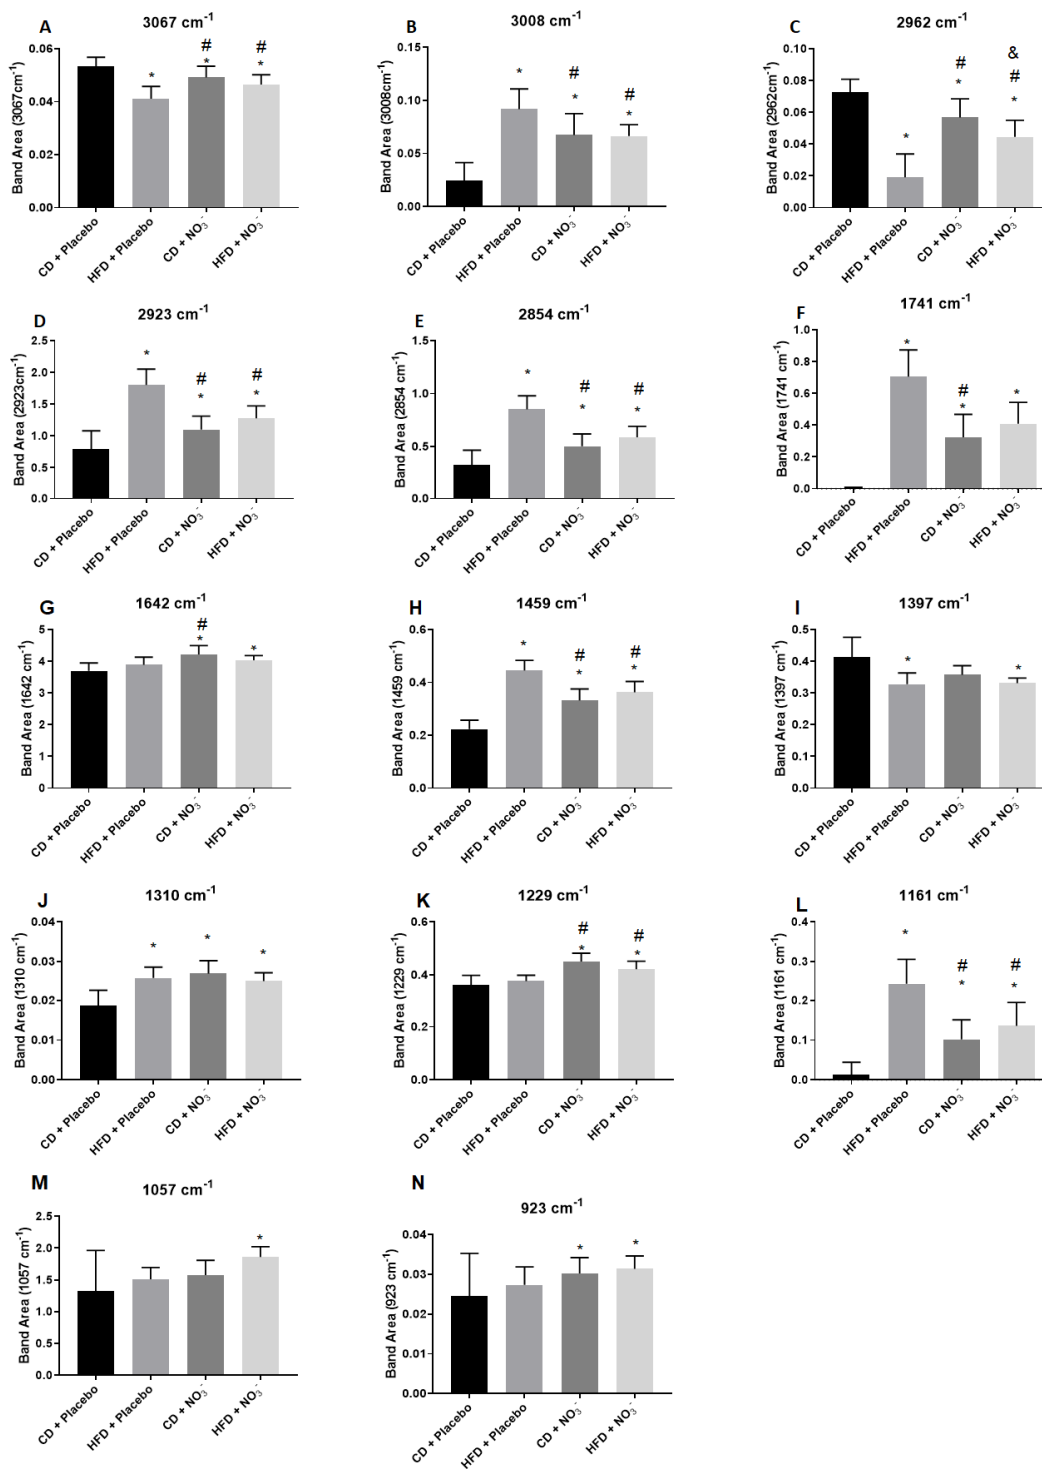 A
3067 cm⁻¹
Band Area (3067cm⁻¹)
0.06
0.04
0.02
0.00
*
#
*
#
*
CD + Placebo
HFD + Placebo
CD + NO₃⁻
HFD + NO₃⁻
B
3008 cm⁻¹
Band Area (3008cm⁻¹)
0.15
0.10
0.05
0.00
*
#
*
#
*
CD + Placebo
HFD + Placebo
CD + NO₃⁻
HFD + NO₃⁻
C
2962 cm⁻¹
Band Area (2962cm⁻¹)
0.10
0.08
0.06
0.04
0.02
0.00
*
#
*
&
#
*
CD + Placebo
HFD + Placebo
CD + NO₃⁻
HFD + NO₃⁻
D
2923 cm⁻¹
Band Area (2923cm⁻¹)
2.5
2.0
1.5
1.0
0.5
0.0
*
#
*
#
*
CD + Placebo
HFD + Placebo
CD + NO₃⁻
HFD + NO₃⁻
E
2854 cm⁻¹
Band Area (2854 cm⁻¹)
1.5
1.0
0.5
0.0
*
#
*
#
*
CD + Placebo
HFD + Placebo
CD + NO₃⁻
HFD + NO₃⁻
F
1741 cm⁻¹
Band Area (1741 cm⁻¹)
1.0
0.8
0.6
0.4
0.2
0.0
*
#
*
*
CD + Placebo
HFD + Placebo
CD + NO₃⁻
HFD + NO₃⁻
G
1642 cm⁻¹
Band Area (1642 cm⁻¹)
5
4
3
2
1
0
#
*
*
CD + Placebo
HFD + Placebo
CD + NO₃⁻
HFD + NO₃⁻
H
1459 cm⁻¹
Band Area (1459 cm⁻¹)
0.6
0.4
0.2
0.0
*
#
*
#
*
CD + Placebo
HFD + Placebo
CD + NO₃⁻
HFD + NO₃⁻
I
1397 cm⁻¹
Band Area (1397 cm⁻¹)
0.5
0.4
0.3
0.2
0.1
0.0
*
*
CD + Placebo
HFD + Placebo
CD + NO₃⁻
HFD + NO₃⁻
J
1310 cm⁻¹
Band Area (1310 cm⁻¹)
0.04
0.03
0.02
0.01
0.00
*
*
*
CD + Placebo
HFD + Placebo
CD + NO₃⁻
HFD + NO₃⁻
K
1229 cm⁻¹
Band Area (1229 cm⁻¹)
0.6
0.4
0.2
0.0
#
*
#
*
CD + Placebo
HFD + Placebo
CD + NO₃⁻
HFD + NO₃⁻
L
1161 cm⁻¹
Band Area (1161 cm⁻¹)
0.4
0.3
0.2
0.1
0.0
*
#
*
#
*
CD + Placebo
HFD + Placebo
CD + NO₃⁻
HFD + NO₃⁻
M
1057 cm⁻¹
Band Area (1057 cm⁻¹)
2.5
2.0
1.5
1.0
0.5
0.0
*
CD + Placebo
HFD + Placebo
CD + NO₃⁻
HFD + NO₃⁻
N
923 cm⁻¹
Band Area (923 cm⁻¹)
0.04
0.03
0.02
0.01
0.00
*
*
CD + Placebo
HFD + Placebo
CD + NO₃⁻
HFD + NO₃⁻